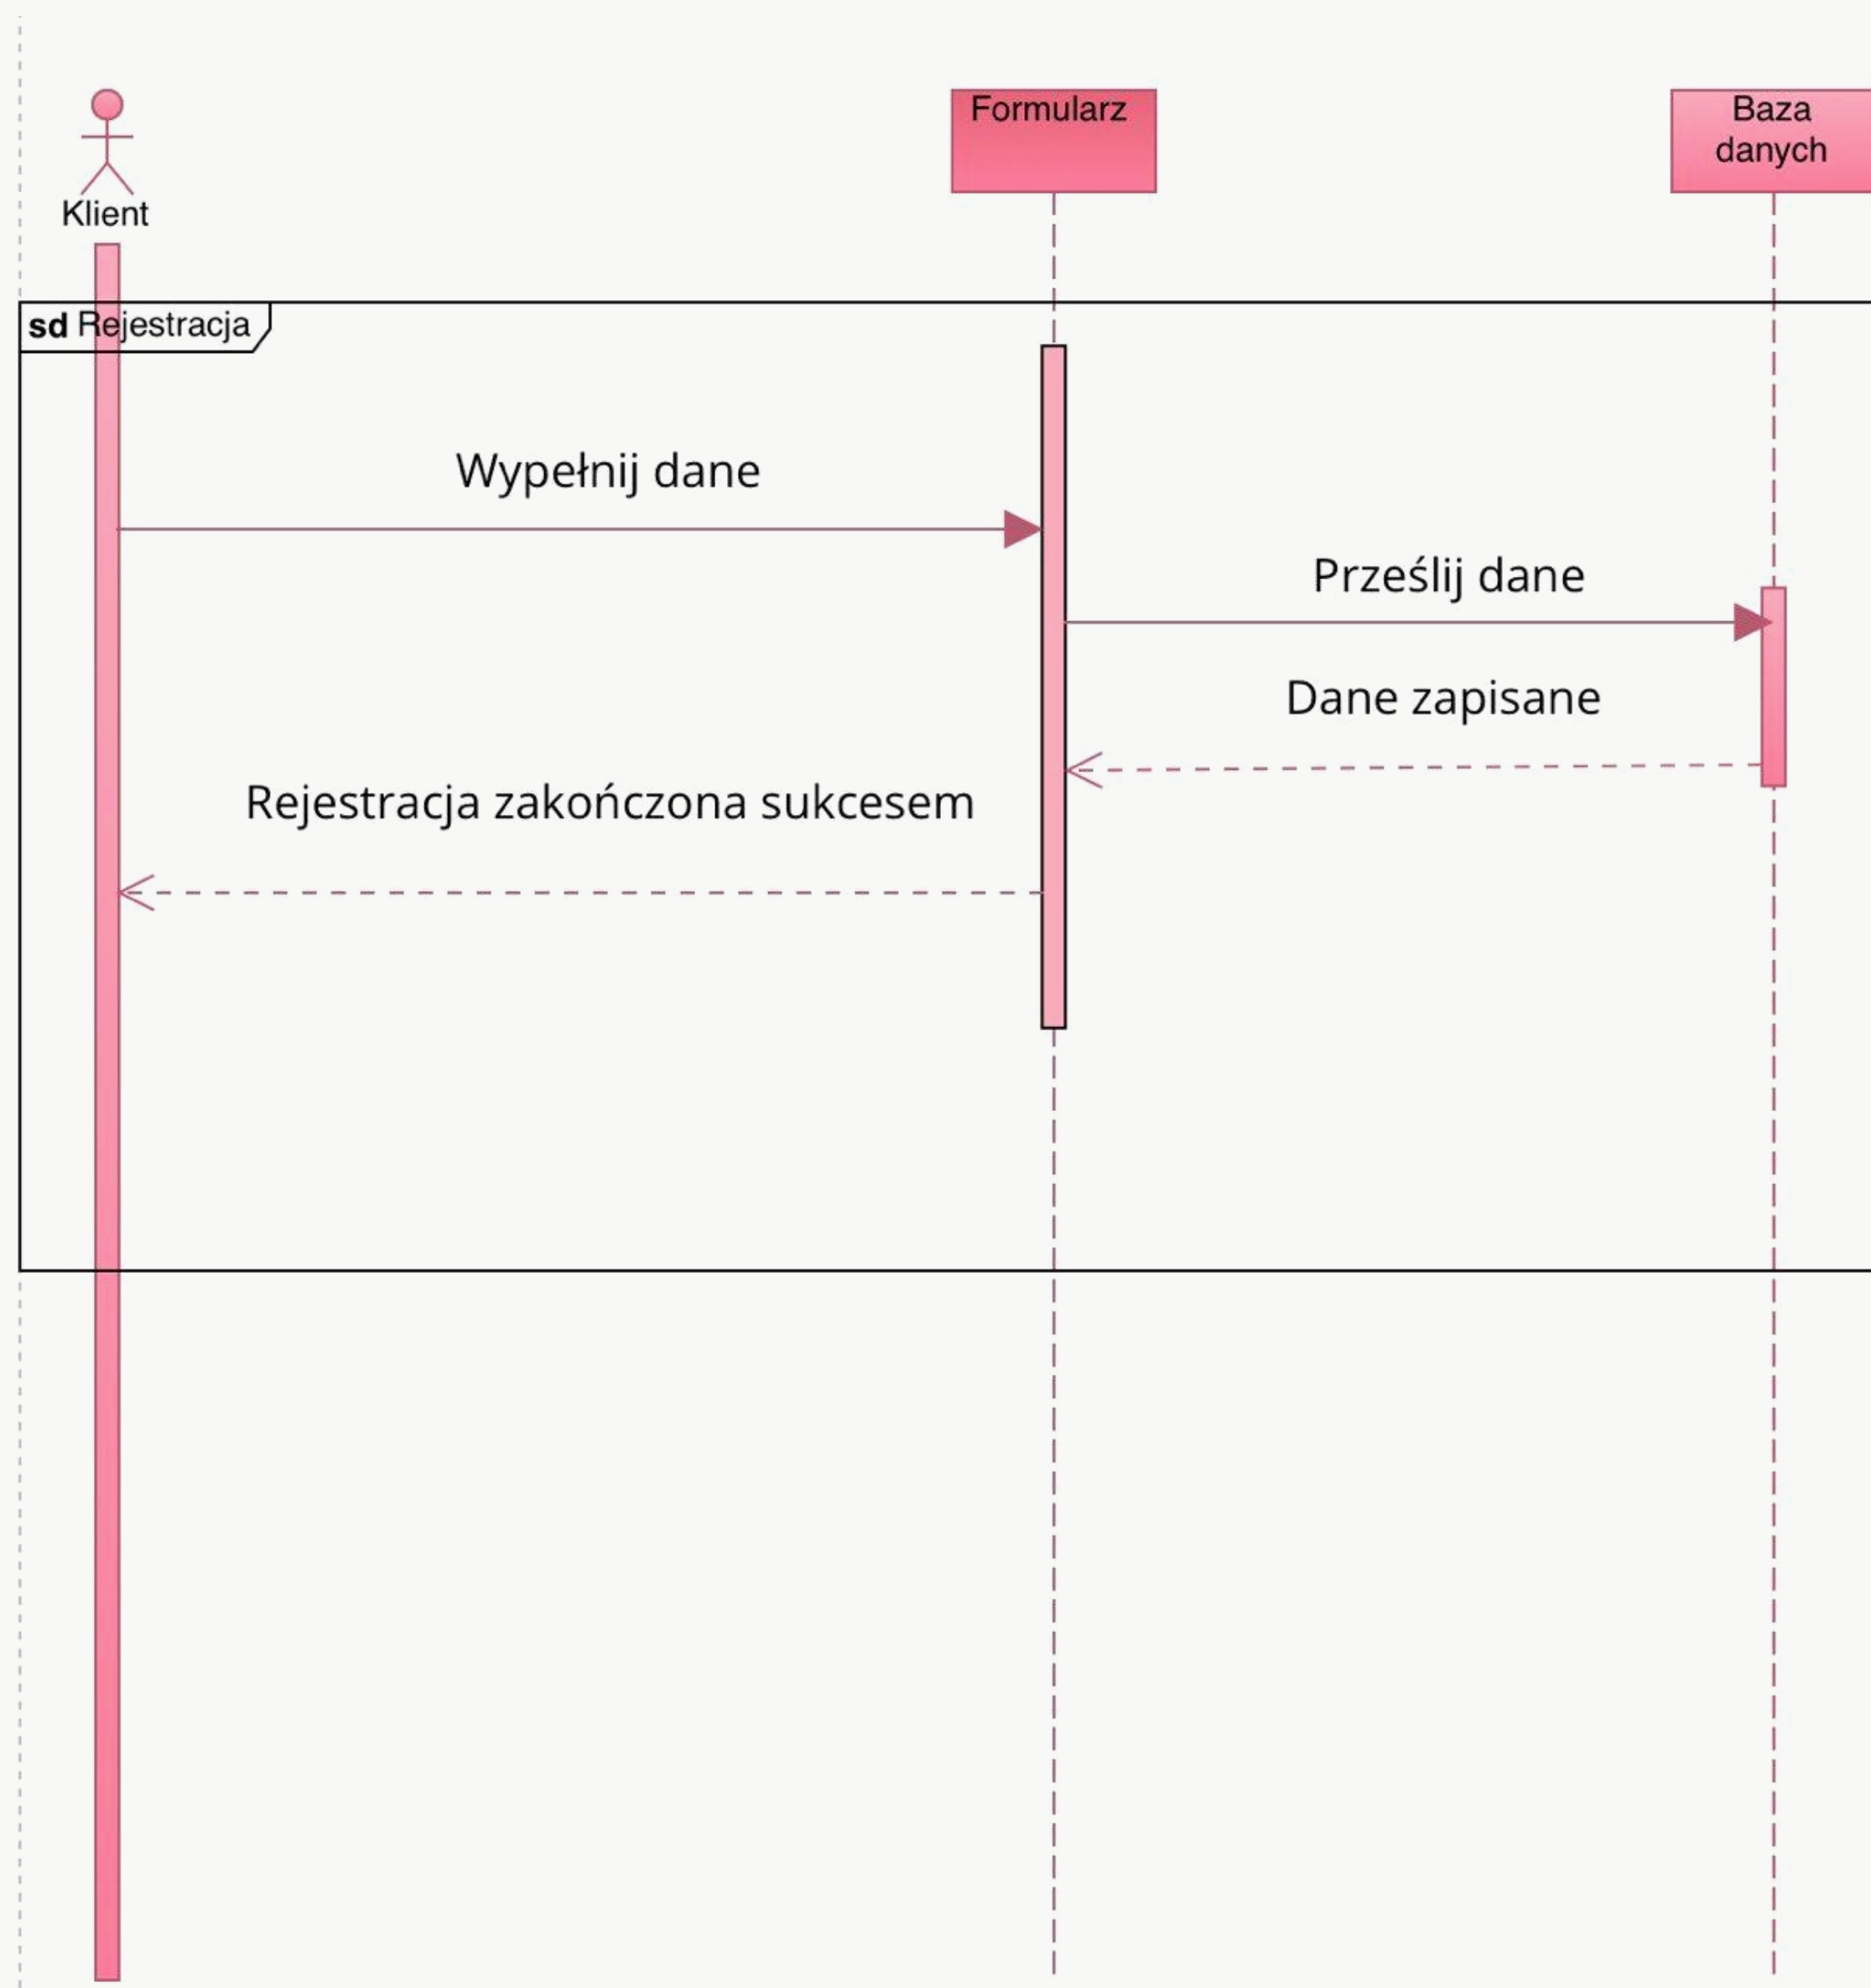 Klient
Formularz
Baza
danych
sd Rejestracja
Wypełnij dane
Prześlij dane
Dane zapisane
Rejestracja zakończona sukcesem